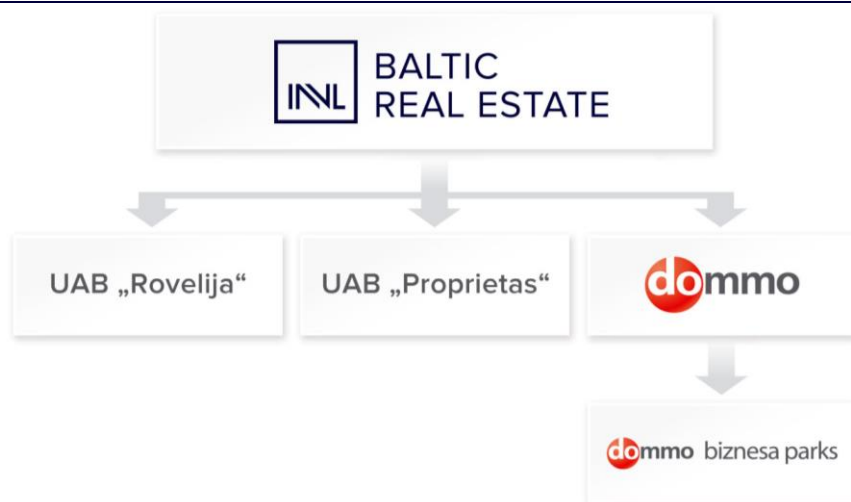 INVL
BALTIC
REAL ESTATE
UAB „Rovelija“
UAB „Proprietas“
dommo
dommo biznesa parks